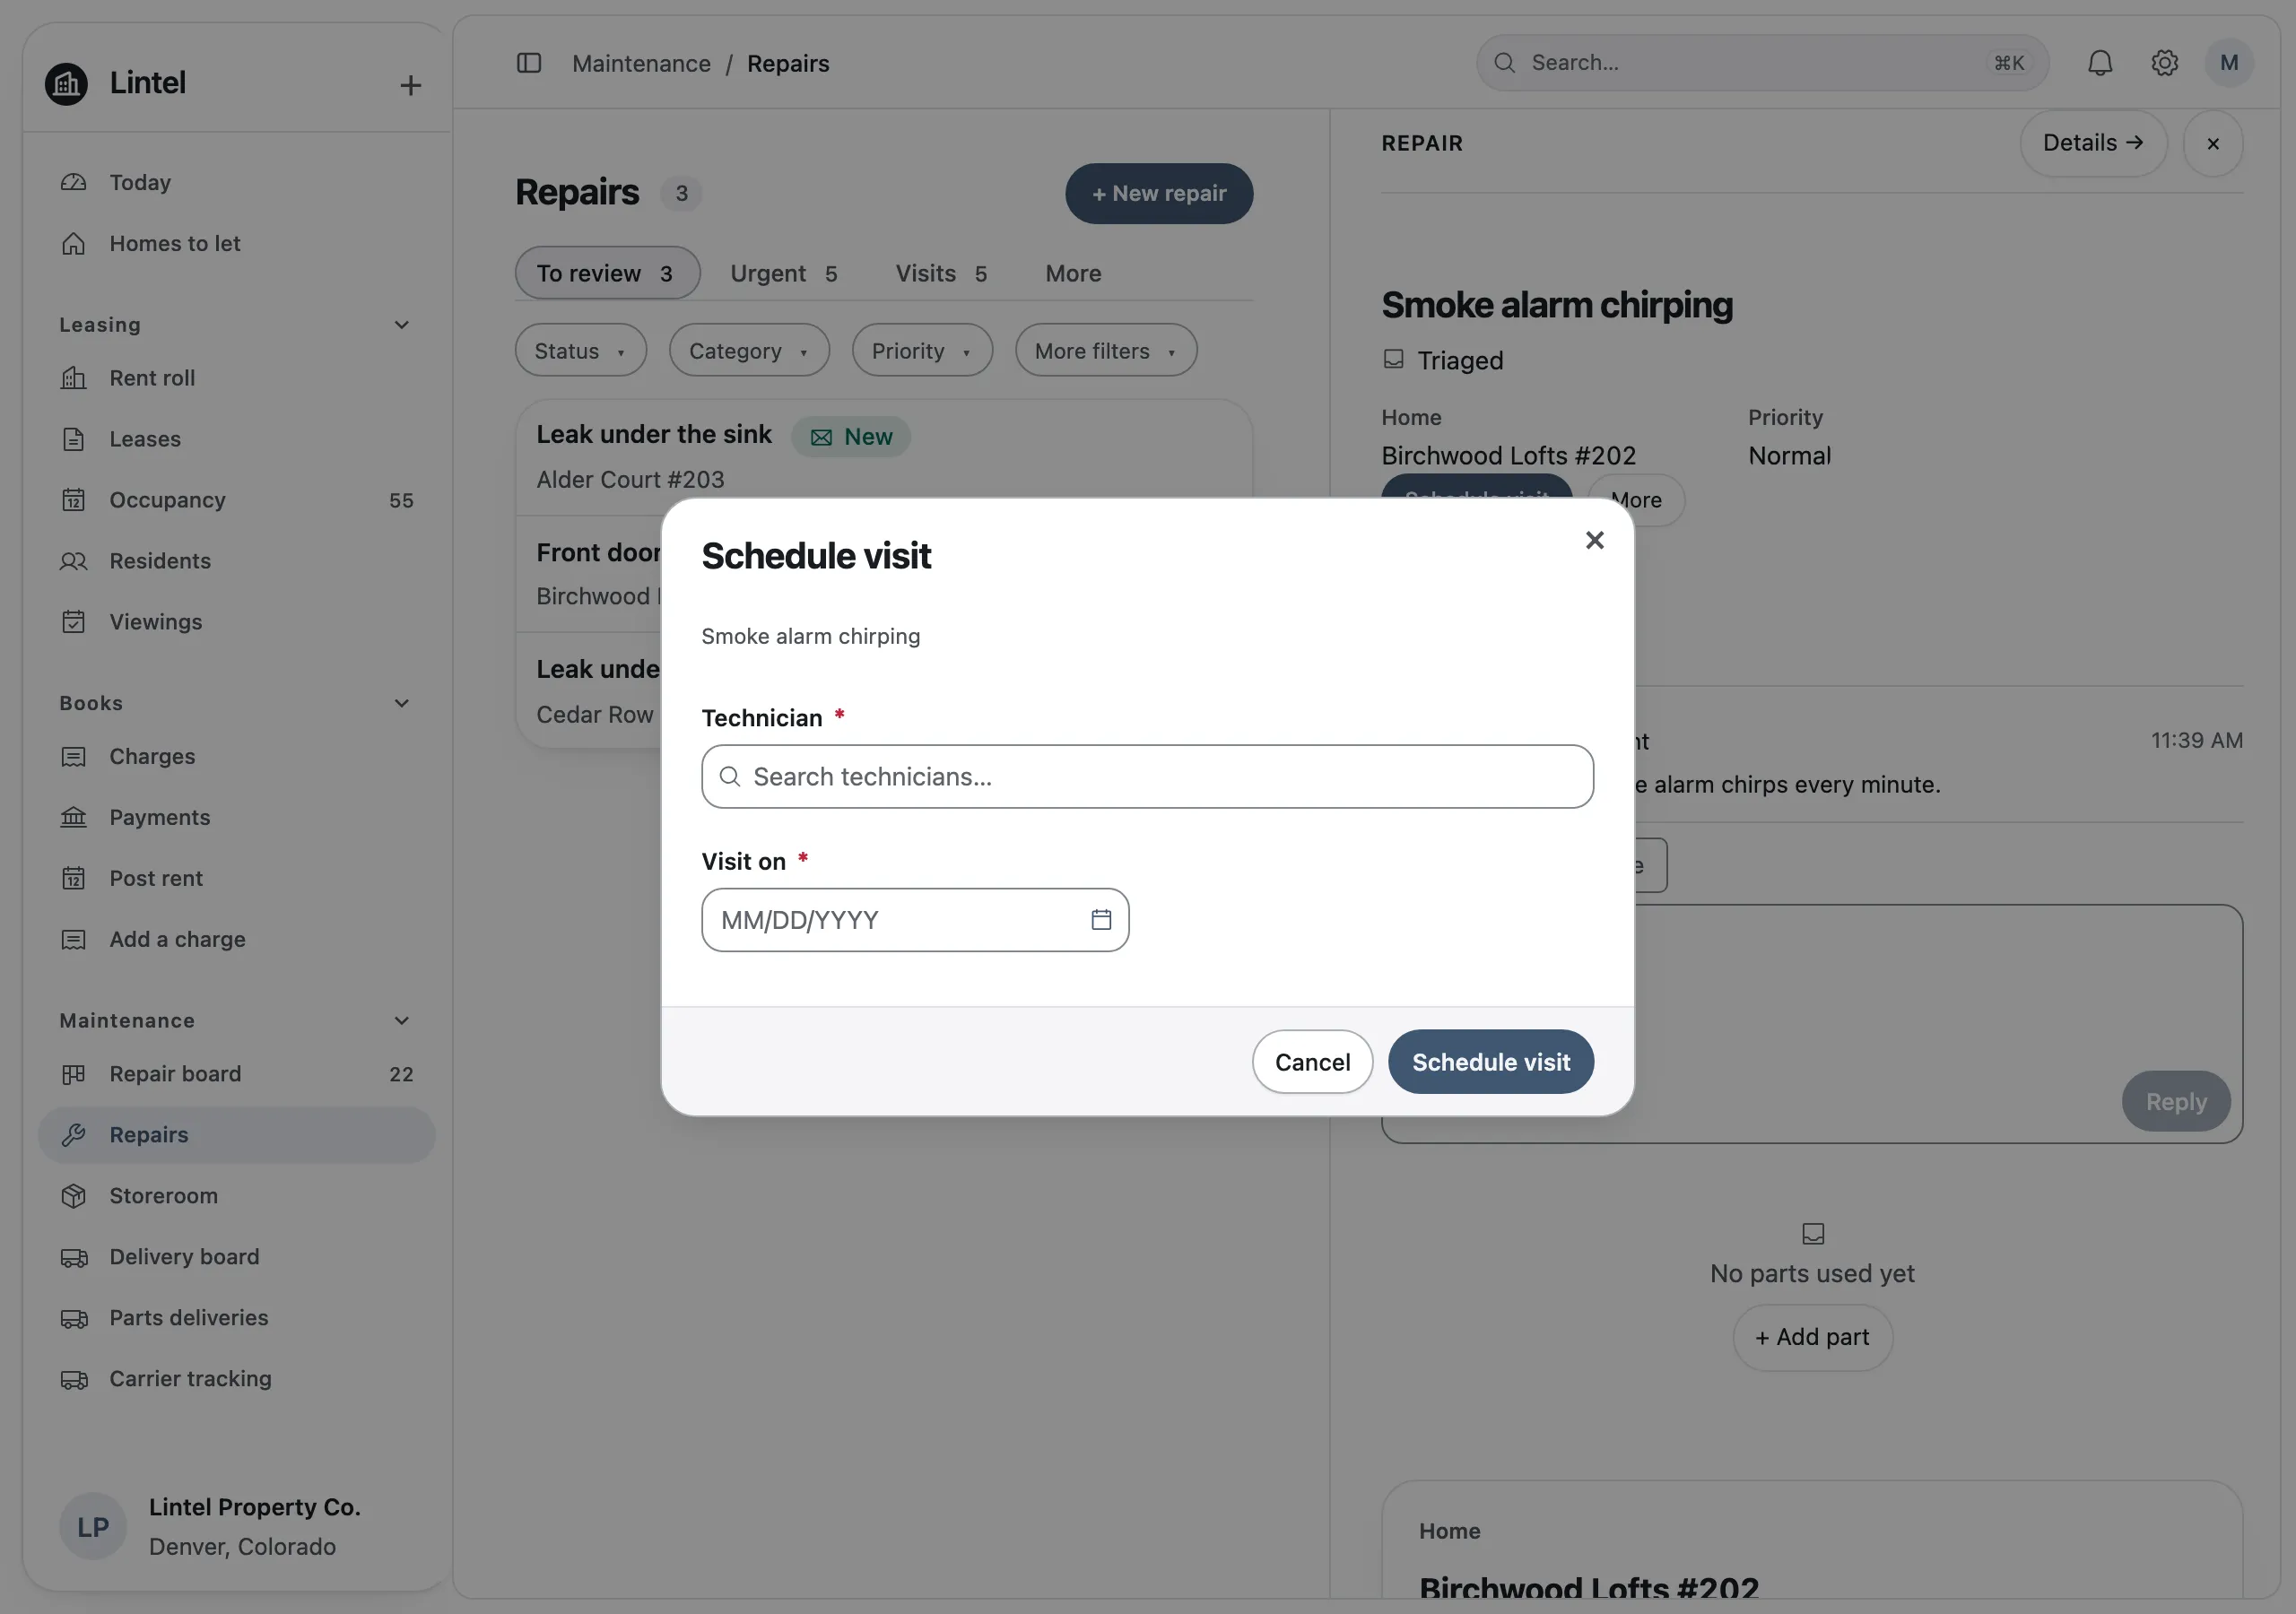 Lintel
Today
Homes to let
Leasing
Rent roll
Leases
Occupancy 55
Residents
Viewings
Books
Charges
Payments
Post rent
Add a charge
Maintenance
Repair board 22
Repairs
Storeroom
Delivery board
Parts deliveries
Carrier tracking
LP
Lintel Property Co.
Denver, Colorado
Maintenance / Repairs
Search... ⌘K
M
Repairs 3
+ New repair
To review 3 Urgent 5 Visits 5 More
Status Category Priority More filters
Leak under the sink New
Alder Court #203
Front door
Birchwood
Leak unde
Cedar Row
REPAIR
Details →
Smoke alarm chirping
Triaged
Home
Birchwood Lofts #202
Priority
Normal
Schedule visit More
11:39 AM
e alarm chirps every minute.
Reply
No parts used yet
+ Add part
Home
Birchwood Lofts #202
Schedule visit
Smoke alarm chirping
Technician *
Search technicians...
Visit on *
MM/DD/YYYY
Cancel
Schedule visit